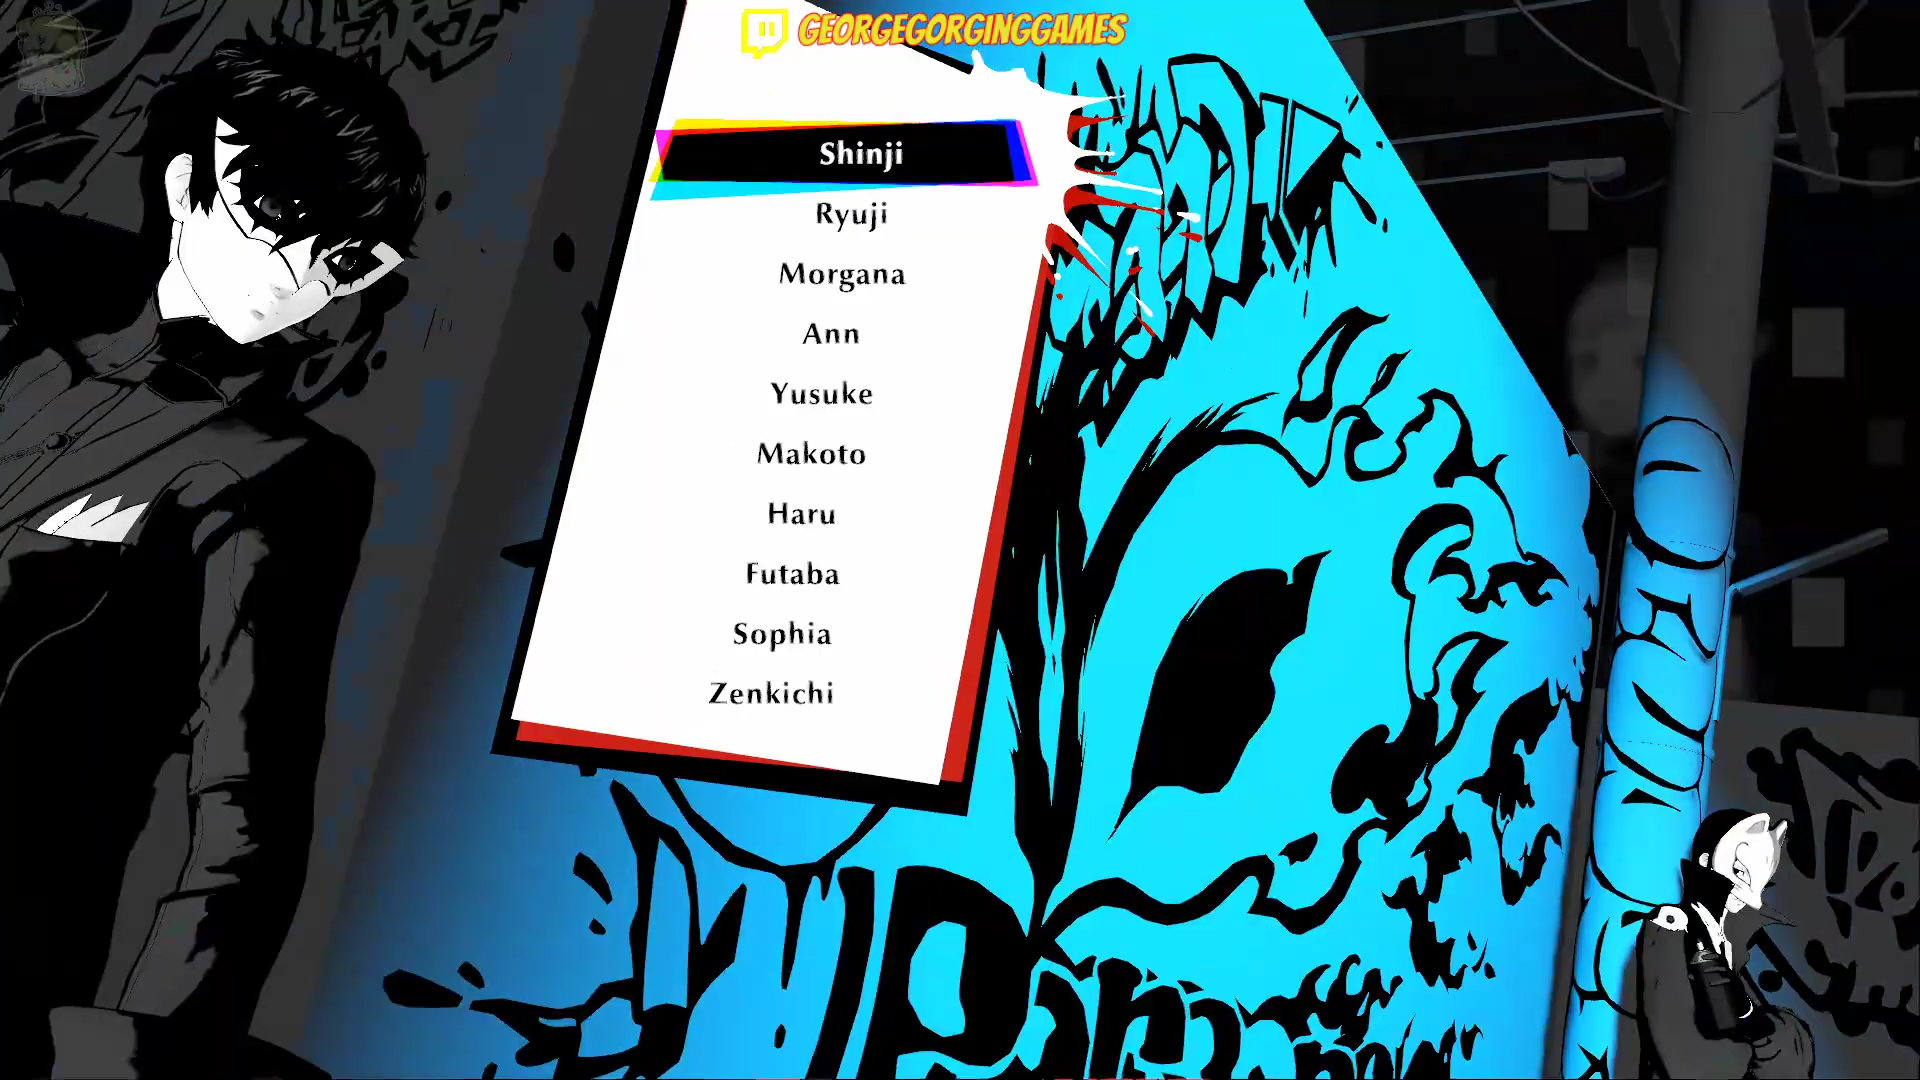 GEORGEGORGINGGAMES
Shinji
Ryuji
Morgana
Ann
Yusuke
Makoto
Haru
Futaba
Sophia
Zenkichi